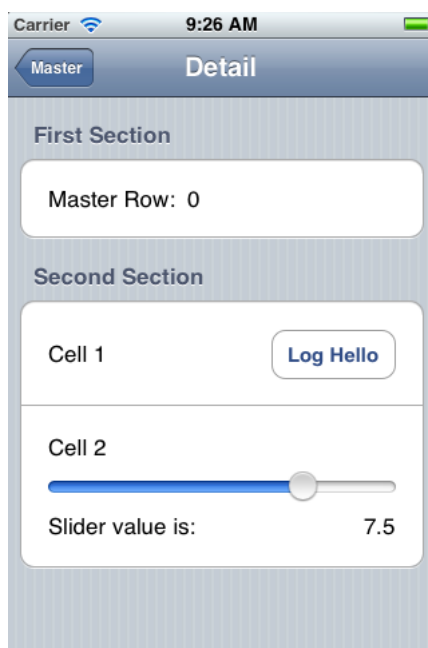 Carrier 9:26 AM
Master Detail
First Section
Master Row: 0
Second Section
Cell 1 Log Hello
Cell 2
Slider value is: 7.5